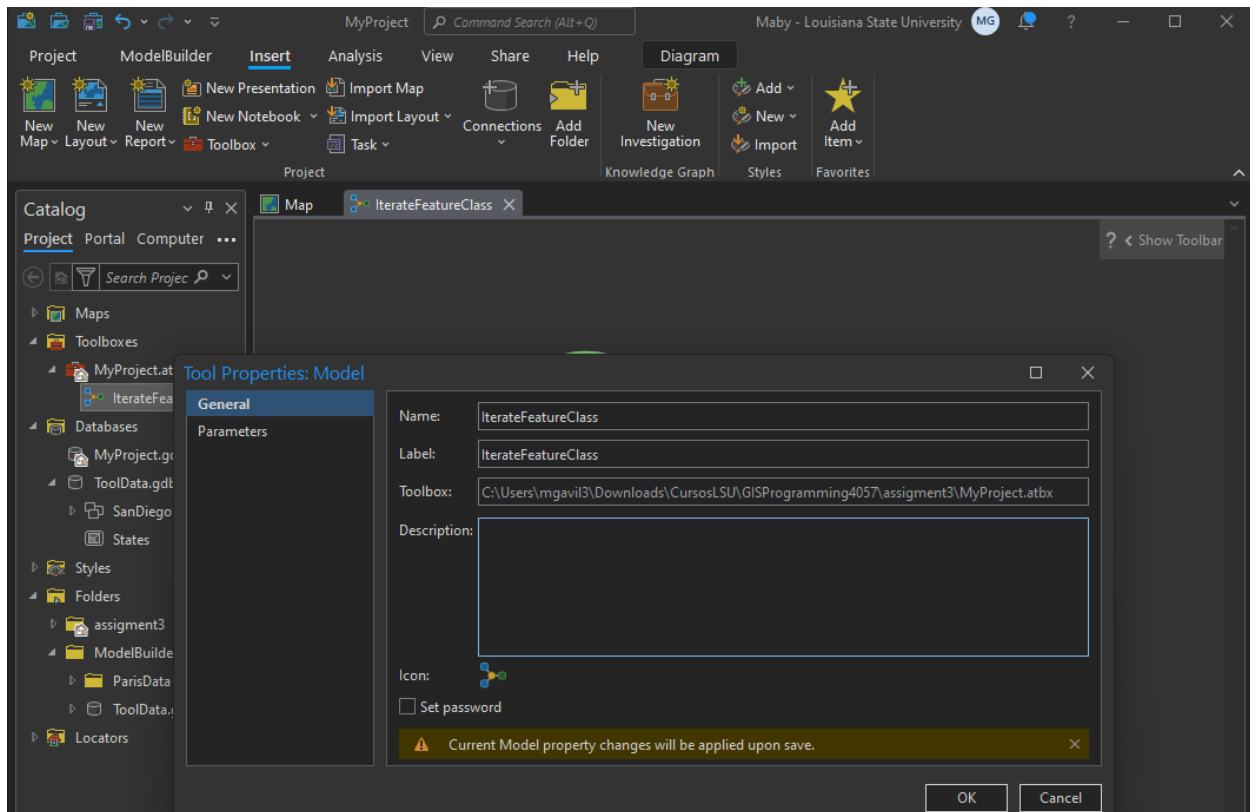 MyProject
Command Search (Alt+Q)
Maby - Louisiana State University
MG
?
Project ModelBuilder Insert Analysis View Share Help Diagram
New Map
New Layout
New Report
New Presentation
New Notebook
Toolbox
Import Map
Import Layout
Task
Connections
Add Folder
New Investigation
Add
New
Import
Add Item
Project
Knowledge Graph
Styles
Favorites
Catalog
Map
IterateFeatureClass
Project Portal Computer
? < Show Toolbar
Search Projec
Maps
Toolboxes
MyProject.at
IterateFea
Databases
MyProject.g
ToolData.gdb
SanDiego
States
Styles
Folders
assigment3
ModelBuilde
ParisData
ToolData.
Locators
Tool Properties: Model
General
Parameters
Name: IterateFeatureClass
Label: IterateFeatureClass
Toolbox: C:\Users\mgavil3\Downloads\CursosLSU\GISProgramming4057\assigment3\MyProject.atbx
Description:
Icon:
Set password
Current Model property changes will be applied upon save.
OK
Cancel